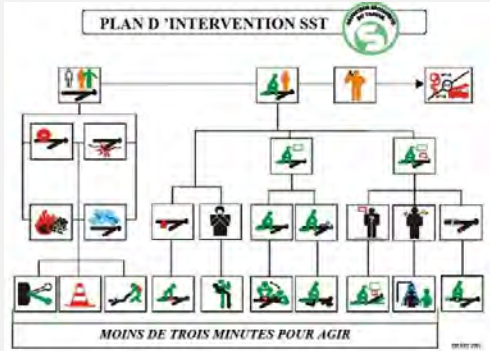 PLAN D 'INTERVENTION SST
MOINS DE TROIS MINUTES POUR AGIR